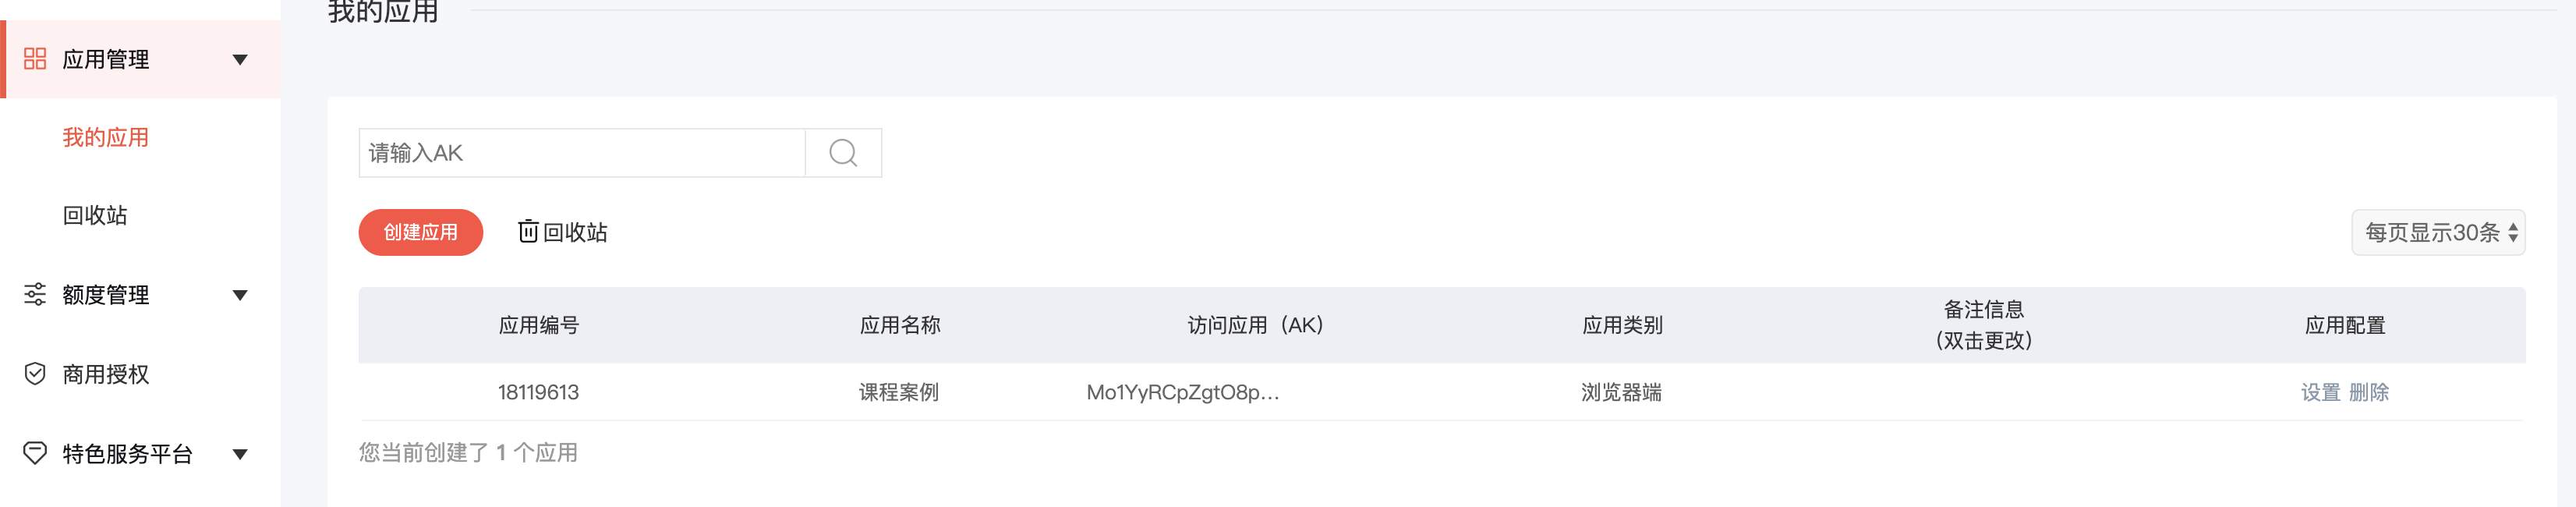 我的应用
应用管理
我的应用
回收站
额度管理
商用授权
特色服务平台
请输入AK
创建应用
回收站
每页显示30条
应用编号 应用名称 访问应用（AK） 应用类别 备注信息 应用配置
（双击更改）
18119613 课程案例 Mo1YyRCpZgtO8p... 浏览器端 设置 删除
您当前创建了 1 个应用